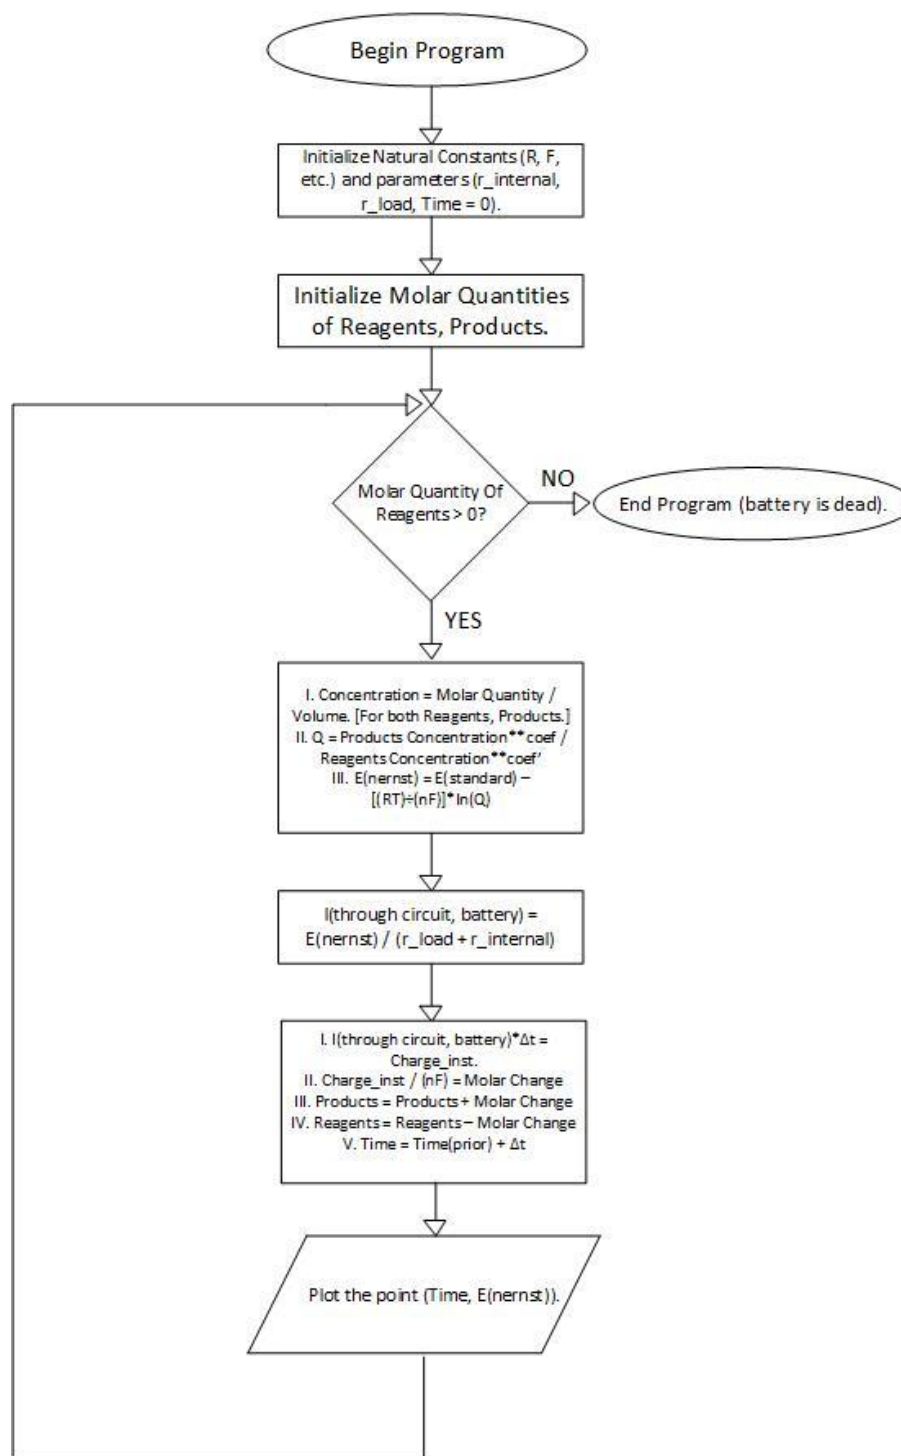 Begin Program
Initialize Natural Constants (R, F,
etc.) and parameters (r_internal,
r_load, Time = 0).
Initialize Molar Quantities
of Reagents, Products.
Molar Quantity Of
Reagents > 0?
NO
End Program (battery is dead).
YES
I. Concentration = Molar Quantity /
Volume. [For both Reagents, Products.]
II. Q = Products Concentration**coef /
Reagents Concentration**coef’
III. E(nernst) = E(standard) –
[(RT)÷(nF)]*ln(Q)
I(through circuit, battery) =
E(nernst) / (r_load + r_internal)
I. I(through circuit, battery)*Δt =
Charge_inst.
II. Charge_inst / (nF) = Molar Change
III. Products = Products + Molar Change
IV. Reagents = Reagents – Molar Change
V. Time = Time(prior) + Δt
Plot the point (Time, E(nernst)).